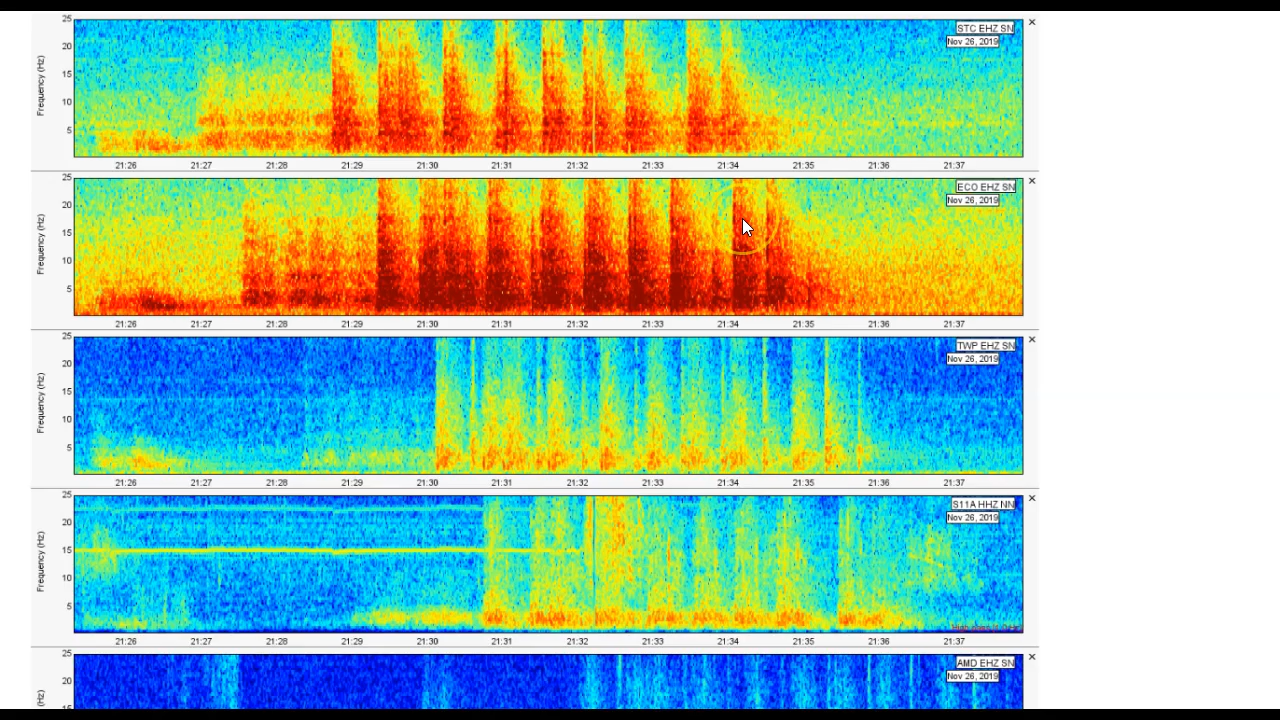 25
STC EHZ SN
Nov 26, 2019
20
15
10
5
Frequency (Hz)
21:26 21:27 21:28 21:29 21:30 21:31 21:32 21:33 21:34 21:35 21:36 21:37
25
ECO EHZ SN
Nov 26, 2019
20
15
10
5
Frequency (Hz)
21:26 21:27 21:28 21:29 21:30 21:31 21:32 21:33 21:34 21:35 21:36 21:37
25
TWP EHZ SN
Nov 26, 2019
20
15
10
5
Frequency (Hz)
21:26 21:27 21:28 21:29 21:30 21:31 21:32 21:33 21:34 21:35 21:36 21:37
25
S11A HHZ NN
Nov 26, 2019
20
15
10
5
Frequency (Hz)
21:26 21:27 21:28 21:29 21:30 21:31 21:32 21:33 21:34 21:35 21:36 21:37
25
AMD EHZ SN
Nov 26, 2019
20
15
(Hz)